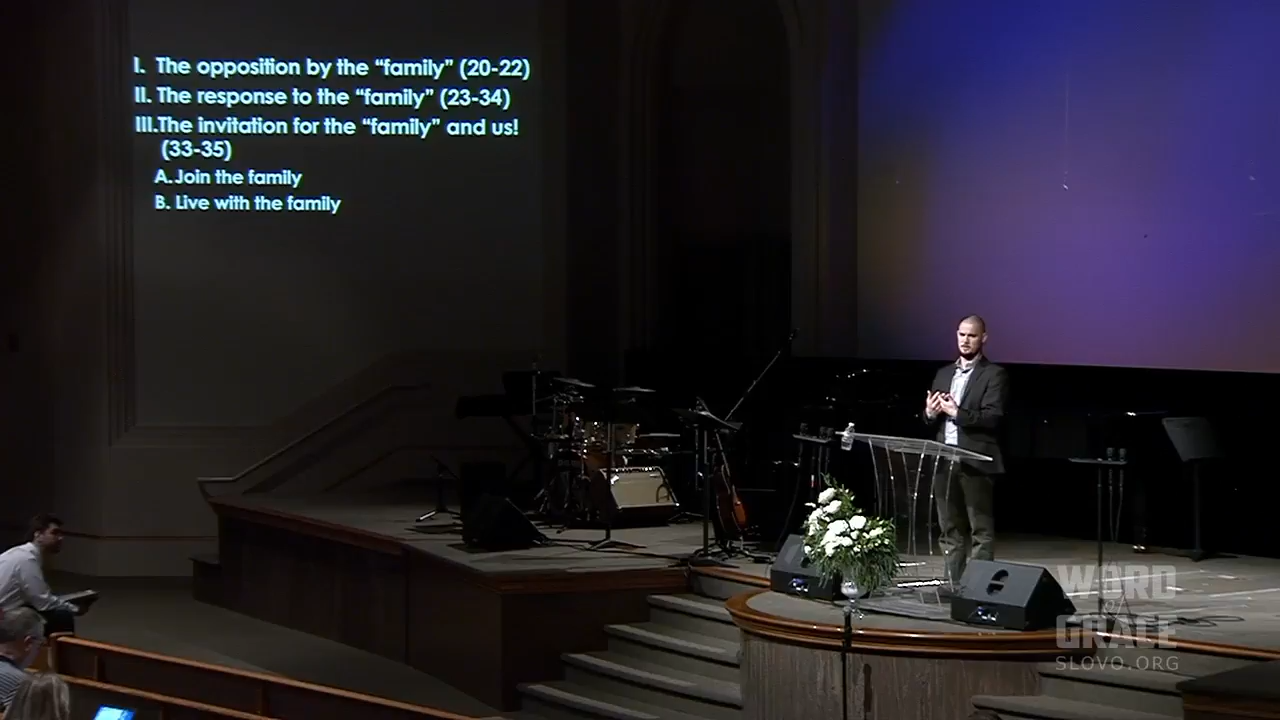 I. The opposition by the “family” (20-22)
II. The response to the “family” (23-34)
III.The invitation for the “family” and us!
(33-35)
A. Join the family
B. Live with the family
WORD
of
GRACE
SLOVO.ORG